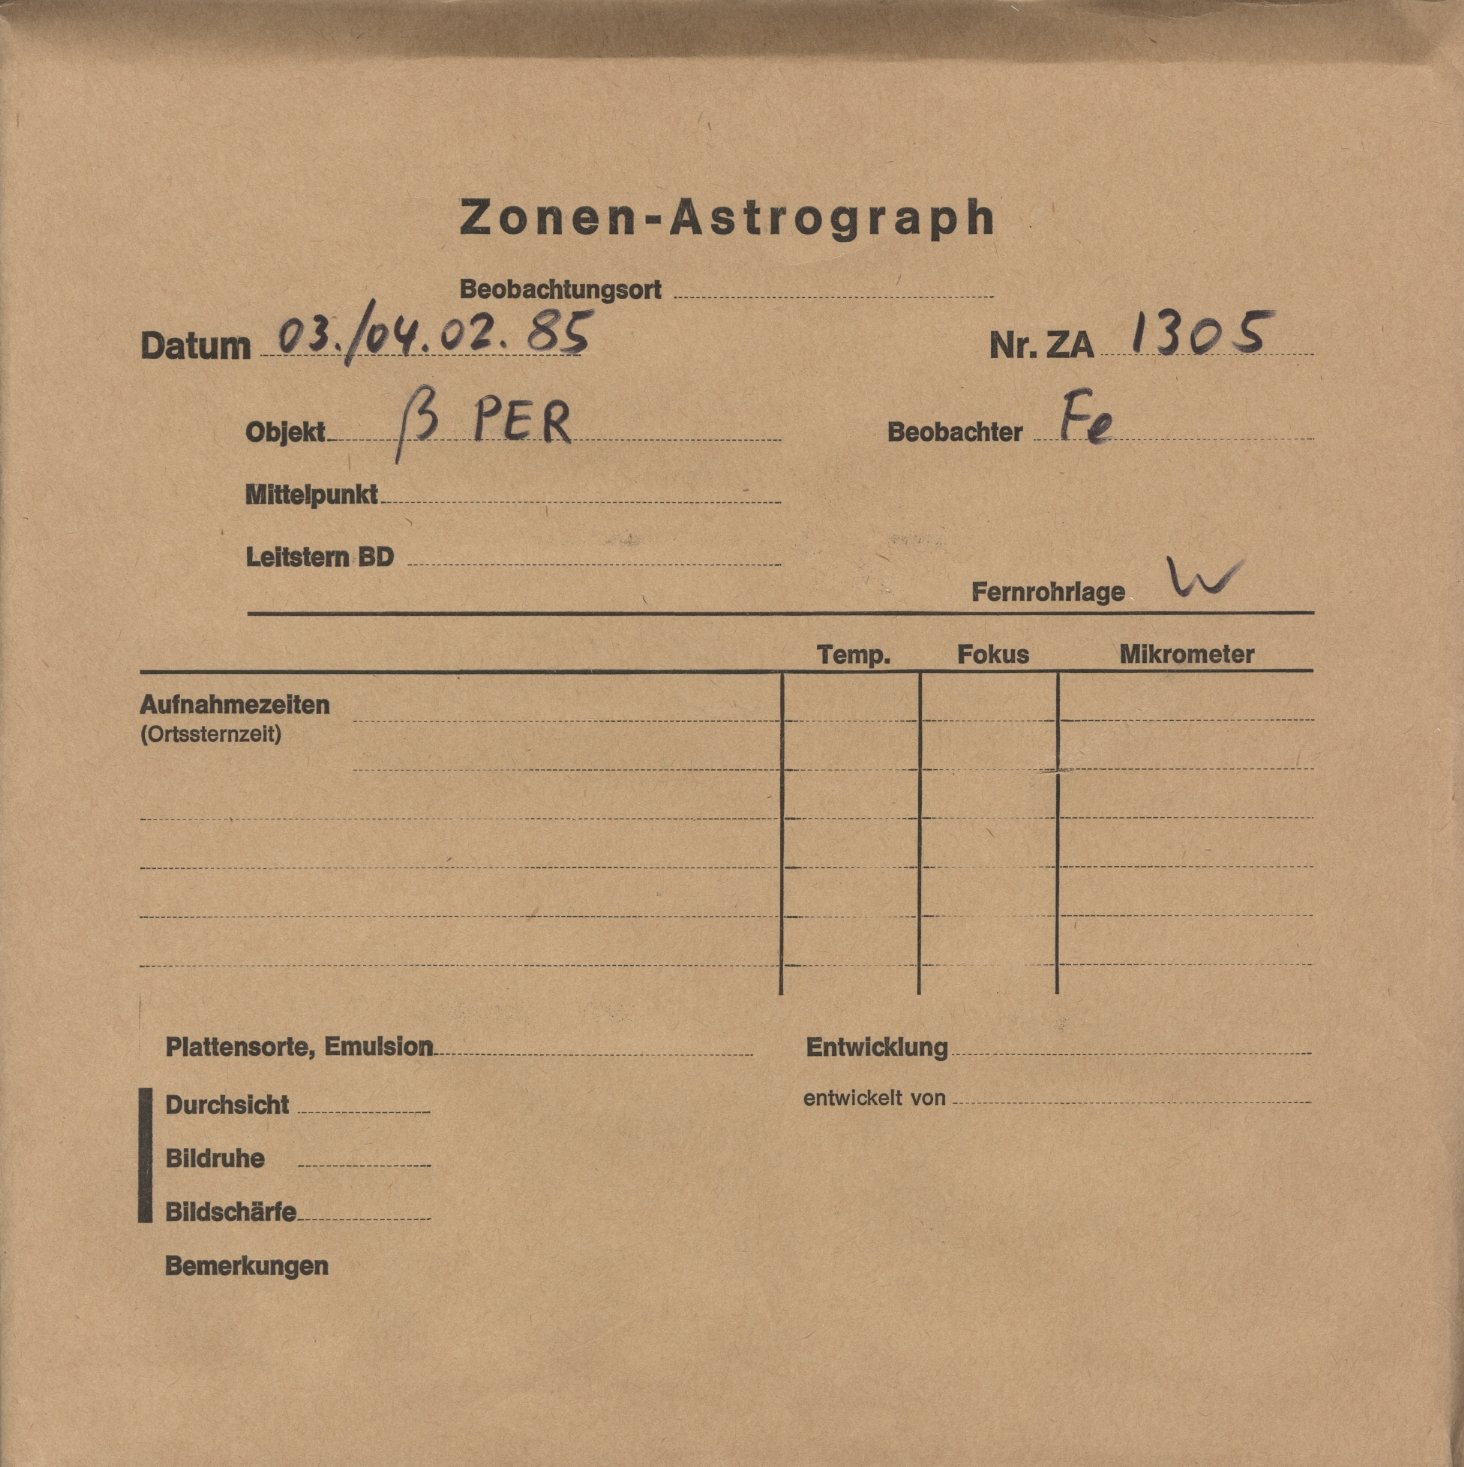 Zonen-Astrograph
Beobachtungsort
Datum 03./04.02.85 Nr. ZA 1305
Objekt β PER Beobachter Fe
Mittelpunkt
Leitstern BD
Fernrohrlage W
Temp. Fokus Mikrometer
Aufnahmezeiten
(Ortssternzeit)
Plattensorte, Emulsion Entwicklung
Durchsicht entwickelt von
Bildruhe
Bildschärfe
Bemerkungen